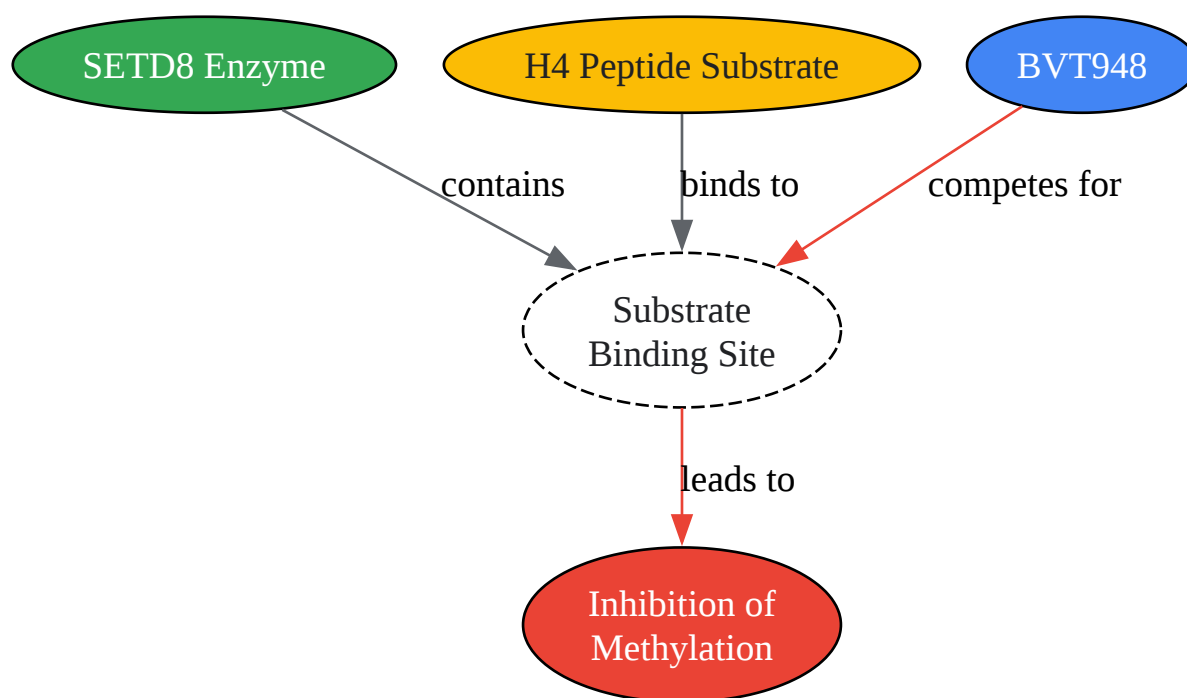 SETD8 Enzyme
H4 Peptide Substrate
BVT948
contains
binds to
competes for
Substrate
Binding Site
leads to
Inhibition of
Methylation